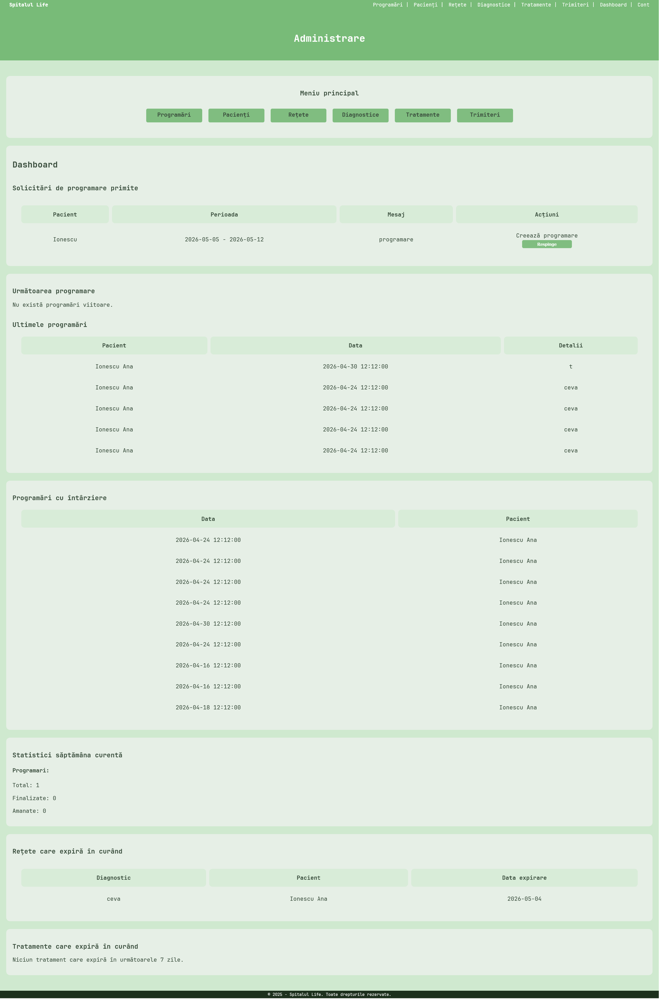 Spitalul Life Programări | Pacienți | Rețete | Diagnostice | Tratamente | Trimiteri | Dashboard | Cont
Administrare
Meniu principal
Programări Pacienți Rețete Diagnostice Tratamente Trimiteri
Dashboard
Solicitări de programare primite
Pacient Perioada Mesaj Acțiuni
Ionescu 2026-05-05 - 2026-05-12 programare Creează programare
Respinge
Următoarea programare
Nu există programări viitoare.
Ultimele programări
Pacient Data Detalii
Ionescu Ana 2026-04-30 12:12:00 t
Ionescu Ana 2026-04-24 12:12:00 ceva
Ionescu Ana 2026-04-24 12:12:00 ceva
Ionescu Ana 2026-04-24 12:12:00 ceva
Ionescu Ana 2026-04-24 12:12:00 ceva
Programări cu întârziere
Data Pacient
2026-04-24 12:12:00 Ionescu Ana
2026-04-24 12:12:00 Ionescu Ana
2026-04-24 12:12:00 Ionescu Ana
2026-04-24 12:12:00 Ionescu Ana
2026-04-30 12:12:00 Ionescu Ana
2026-04-24 12:12:00 Ionescu Ana
2026-04-16 12:12:00 Ionescu Ana
2026-04-16 12:12:00 Ionescu Ana
2026-04-18 12:12:00 Ionescu Ana
Statistici săptămâna curentă
Programari:
Total: 1
Finalizate: 0
Amanate: 0
Rețete care expiră în curând
Diagnostic Pacient Data expirare
ceva Ionescu Ana 2026-05-04
Tratamente care expiră în curând
Niciun tratament care expiră în următoarele 7 zile.
© 2025 - Spitalul Life. Toate drepturile rezervate.